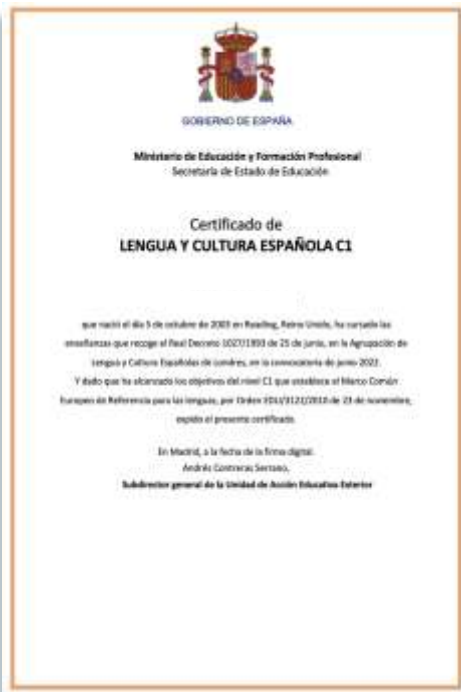 GOBIERNO DE ESPAÑA
Ministerio de Educación y Formación Profesional
Secretaría de Estado de Educación
Certificado de
LENGUA Y CULTURA ESPAÑOLA C1
que nació el día 5 de octubre de 2003 en Reading, Reino Unido, ha cursado las
enseñanzas que recoge el Real Decreto 1027/1993 de 25 de junio, en la Agrupación de
Lengua y Cultura Españolas de Londres, en la convocatoria de junio 2022.
Y dado que ha alcanzado los objetivos del nivel C1 que establece el Marco Común
Europeo de Referencia para las lenguas, por Orden EDU/3122/2010 de 23 de noviembre,
expido el presente certificado.
En Madrid, a la fecha de la firma digital.
Andrés Contreras Serrano,
Subdirector general de la Unidad de Acción Educativa Exterior